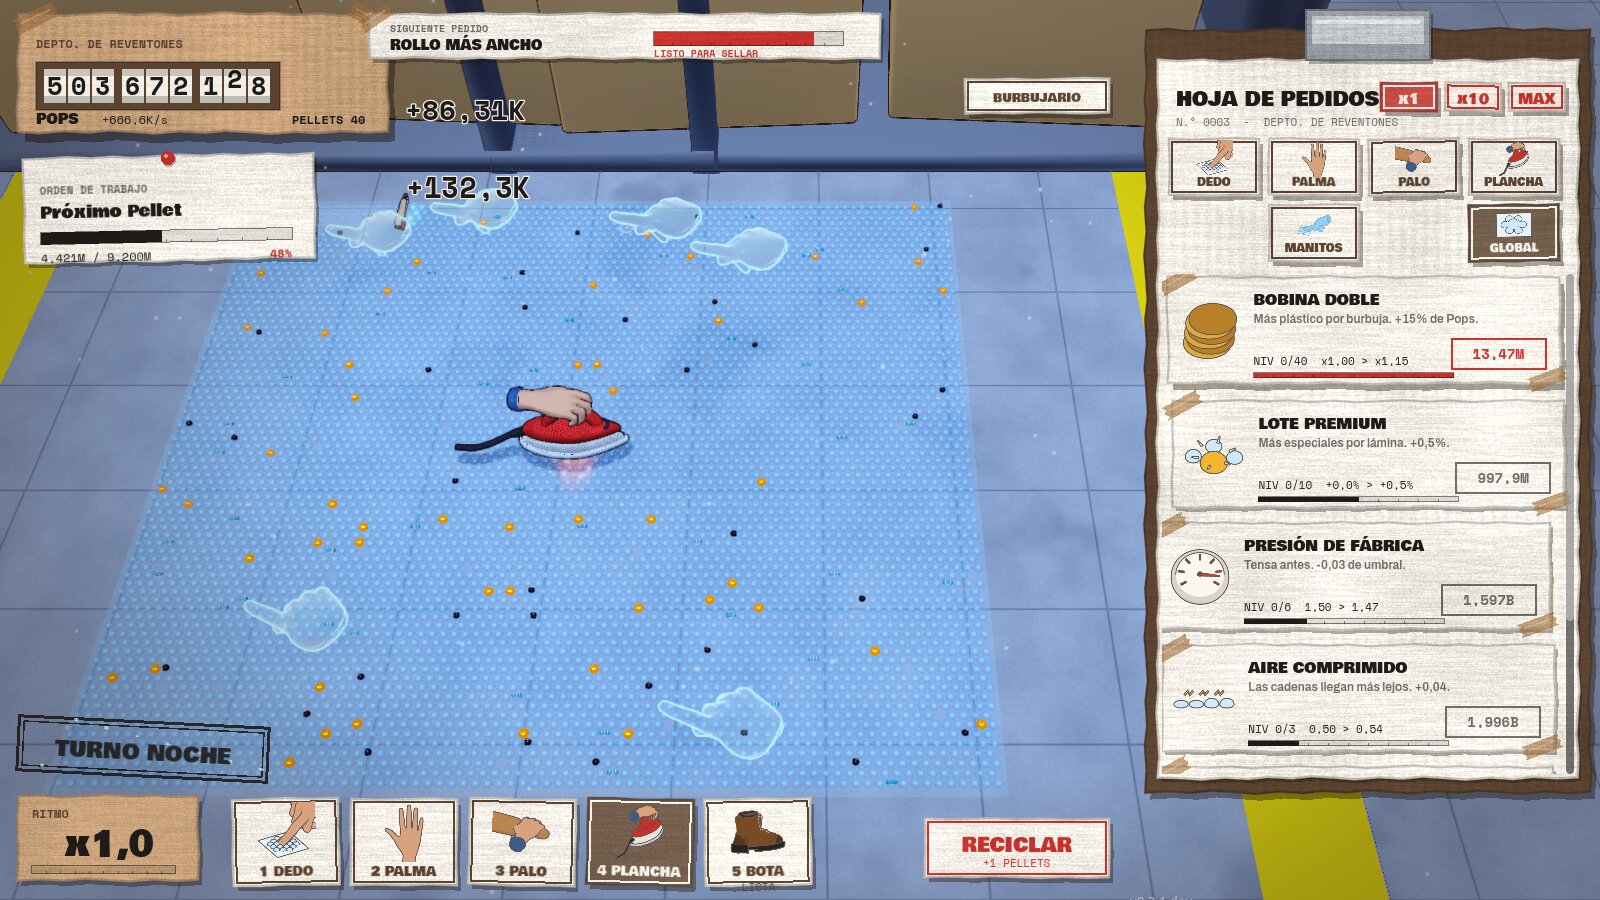 DEPTO. DE REVENTONES
503 672 128
POPS +666,6K/s PELLETS 40
SIGUIENTE PEDIDO
ROLLO MÁS ANCHO
LISTO PARA SELLAR
+86,31K
+132,3K
BURBUJARIO
ORDEN DE TRABAJO
Próximo Pellet
4,421M / 9,200M 48%
HOJA DE PEDIDOS x1 x10 MAX
N.° 0003 - DEPTO. DE REVENTONES
DEDO PALMA PALO PLANCHA
MANITOS GLOBAL
BOBINA DOBLE
Más plástico por burbuja. +15% de Pops.
NIV 0/40 x1,00 > x1,15 13,47M
LOTE PREMIUM
Más especiales por lámina. +0,5%.
NIV 0/10 +0,0% > +0,5% 997,9M
PRESIÓN DE FÁBRICA
Tensa antes. -0,03 de umbral.
NIV 0/6 1,50 > 1,47 1,597B
AIRE COMPRIMIDO
Las cadenas llegan más lejos. +0,04.
NIV 0/3 0,50 > 0,54 1,996B
TURNO NOCHE
RITMO
x1,0
1 DEDO 2 PALMA 3 PALO 4 PLANCHA 5 BOTA
LISTA
RECICLAR
+1 PELLETS